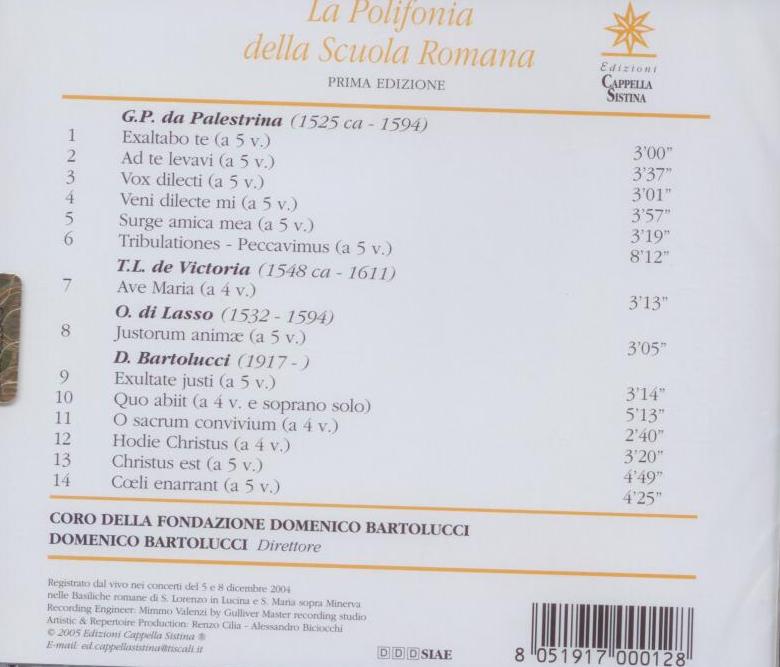 La Polifonia
della Scuola Romana
PRIMA EDIZIONE
Edizioni
CAPPELLA
SISTINA
G.P. da Palestrina (1525 ca - 1594)
1 Exaltabo te (a 5 v.) 3'00"
2 Ad te levavi (a 5 v.) 3'37"
3 Vox dilecti (a 5 v.) 3'01"
4 Veni dilecte mi (a 5 v.) 3'57"
5 Surge amica mea (a 5 v.) 3'19"
6 Tribulationes - Peccavimus (a 5 v.) 8'12"
T.L. de Victoria (1548 ca - 1611)
7 Ave Maria (a 4 v.) 3'13"
O. di Lasso (1532 - 1594)
8 Justorum animæ (a 5 v.) 3'05"
D. Bartolucci (1917 - )
9 Exultate justi (a 5 v.) 3'14"
10 Quo abiit (a 4 v. e soprano solo) 5'13"
11 O sacrum convivium (a 4 v.) 2'40"
12 Hodie Christus (a 4 v.) 3'20"
13 Christus est (a 5 v.) 4'49"
14 Cœli enarrant (a 5 v.) 4'25"
CORO DELLA FONDAZIONE DOMENICO BARTOLUCCI
DOMENICO BARTOLUCCI Direttore
Registrato dal vivo nei concerti del 5 e 8 dicembre 2004
nelle Basiliche romane di S. Lorenzo in Lucina e S. Maria sopra Minerva
Recording Engineer: Mimmo Valenzi by Gulliver Master recording studio
Artistic & Repertoire Production: Renzo Cilia - Alessandro Biciocchi
© 2005 Edizioni Cappella Sistina ®
E-mail: ed.cappellasistina@tiscali.it
DDD SIAE
8 051917 000128